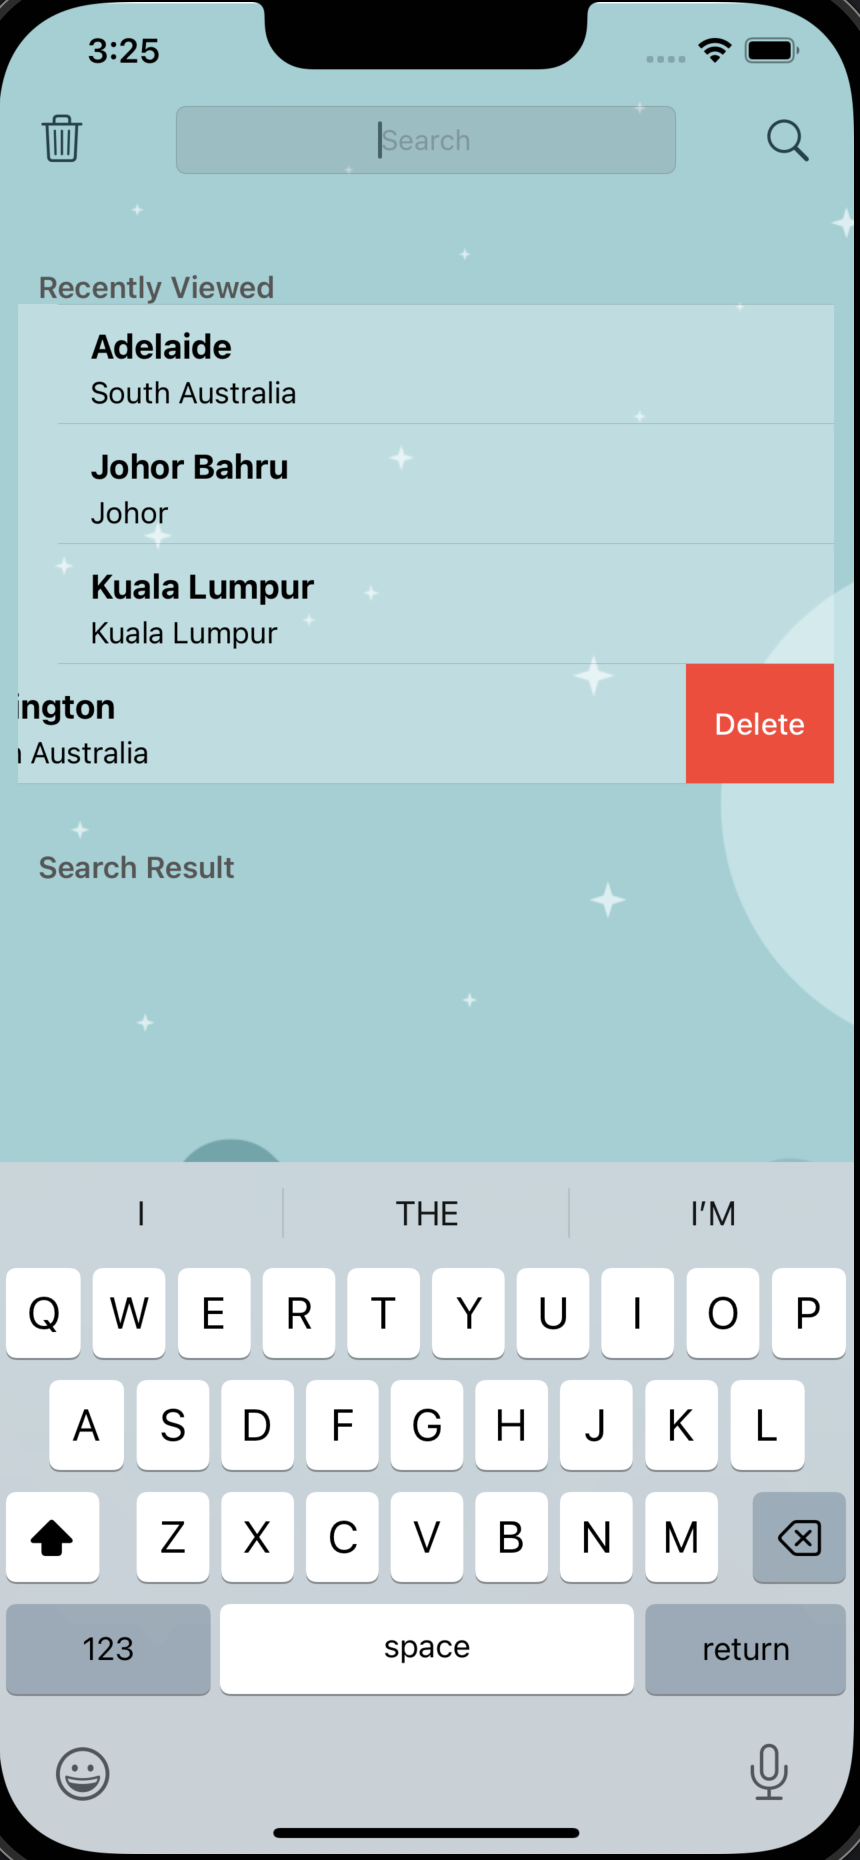 3:25
Search
Recently Viewed
Adelaide
South Australia
Johor Bahru
Johor
Kuala Lumpur
Kuala Lumpur
ington
Australia
Delete
Search Result
I
THE
I'M
Q W E R T Y U I O P
A S D F G H J K L
Z X C V B N M
123
space
return